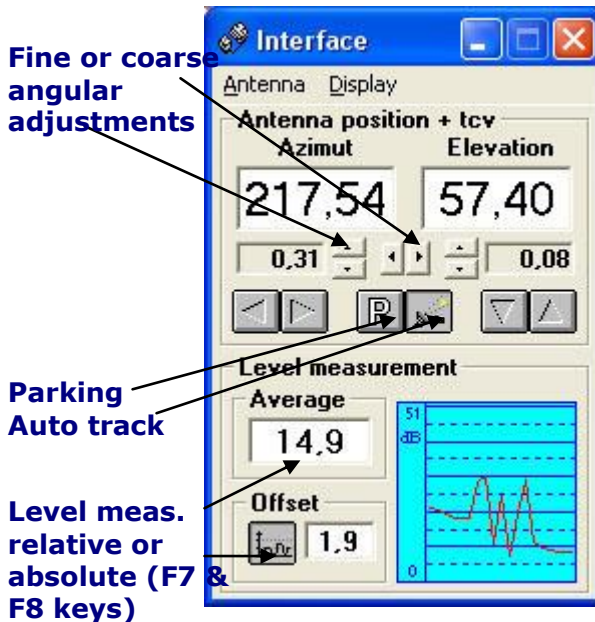 Interface
Fine or coarse
angular
adjustments
Antenna Display
Antenna position + tcv
Azimut Elevation
217,54 57,40
0,31 0,08
P
Level measurement
Parking
Auto track
Average
51
dB
14,9
Level meas.
relative or
absolute (F7 &
F8 keys)
Offset
1,9
0